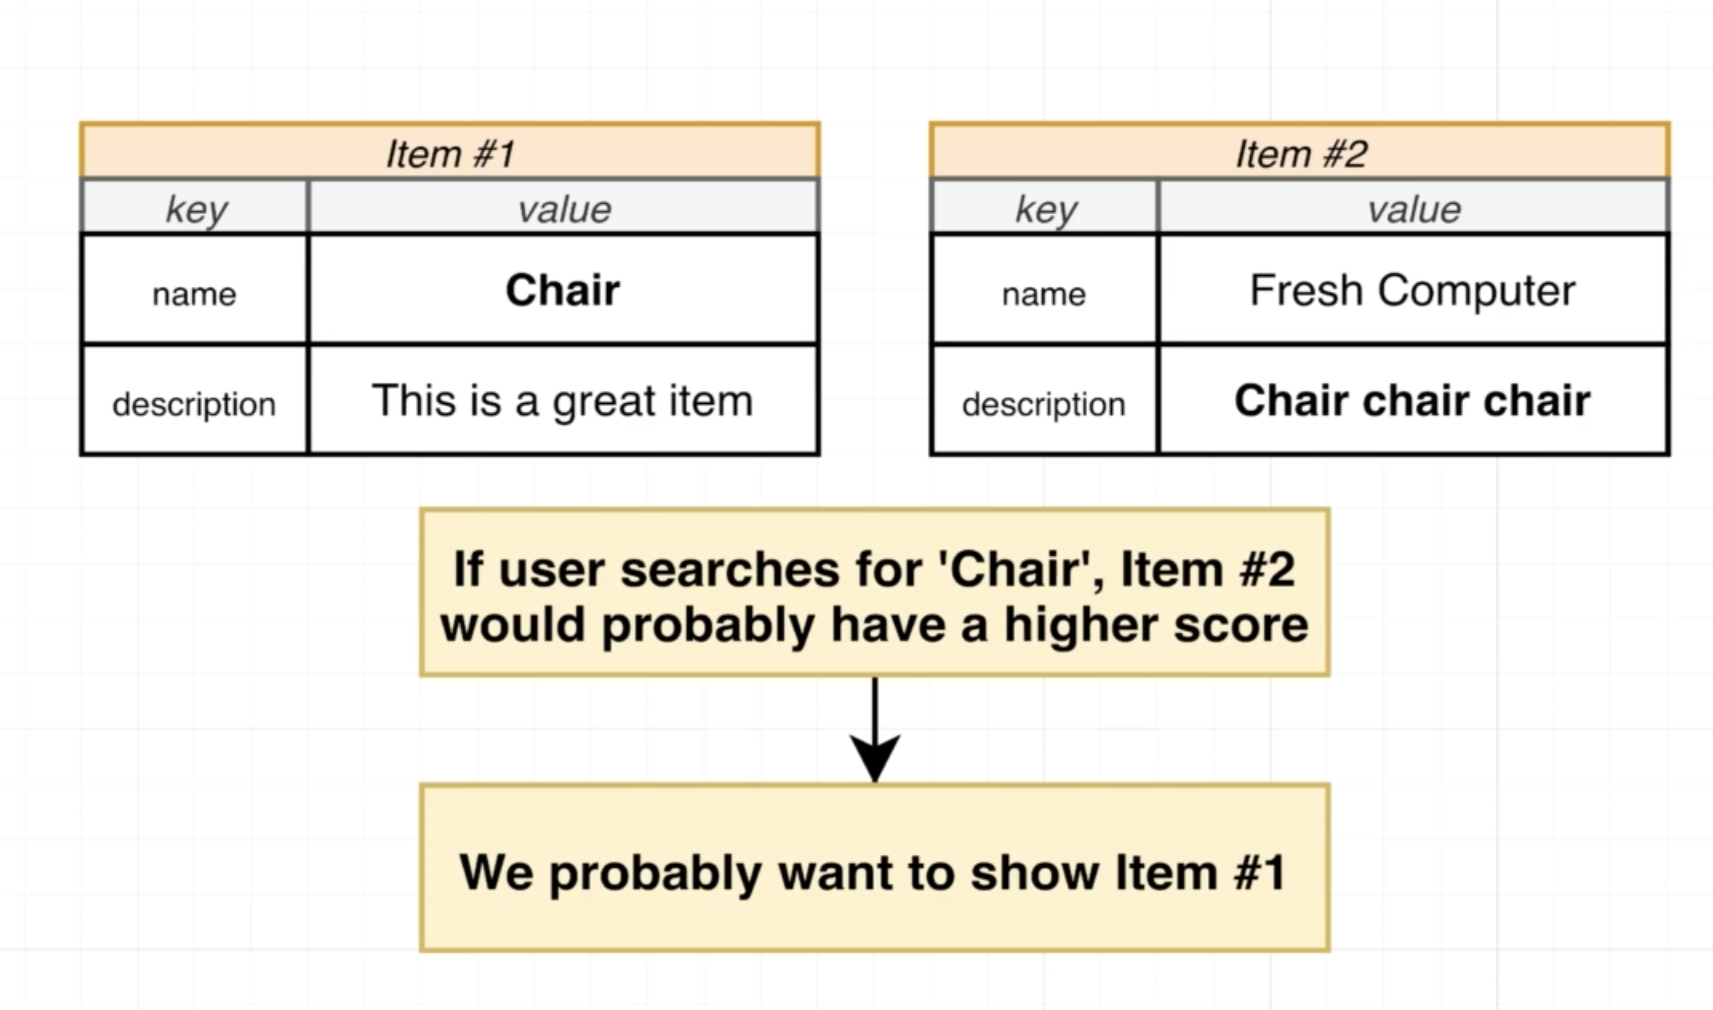 Item #1
key value
name Chair
description This is a great item
Item #2
key value
name Fresh Computer
description Chair chair chair
If user searches for 'Chair', Item #2
would probably have a higher score
We probably want to show Item #1